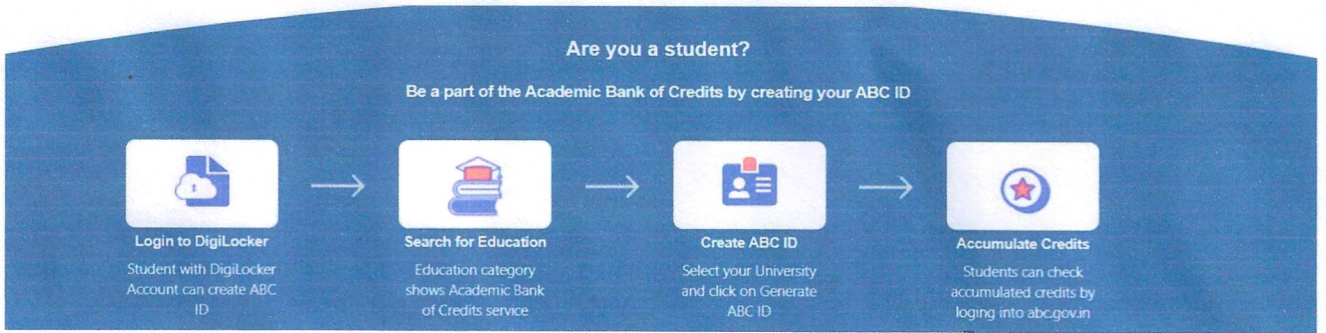 Are you a student?
Be a part of the Academic Bank of Credits by creating your ABC ID
Login to DigiLocker
Student with DigiLocker
Account can create ABC
ID
Search for Education
Education category
shows Academic Bank
of Credits service
Create ABC ID
Select your University
and click on Generate
ABC ID
Accumulate Credits
Students can check
accumulated credits by
loging into abc.gov.in